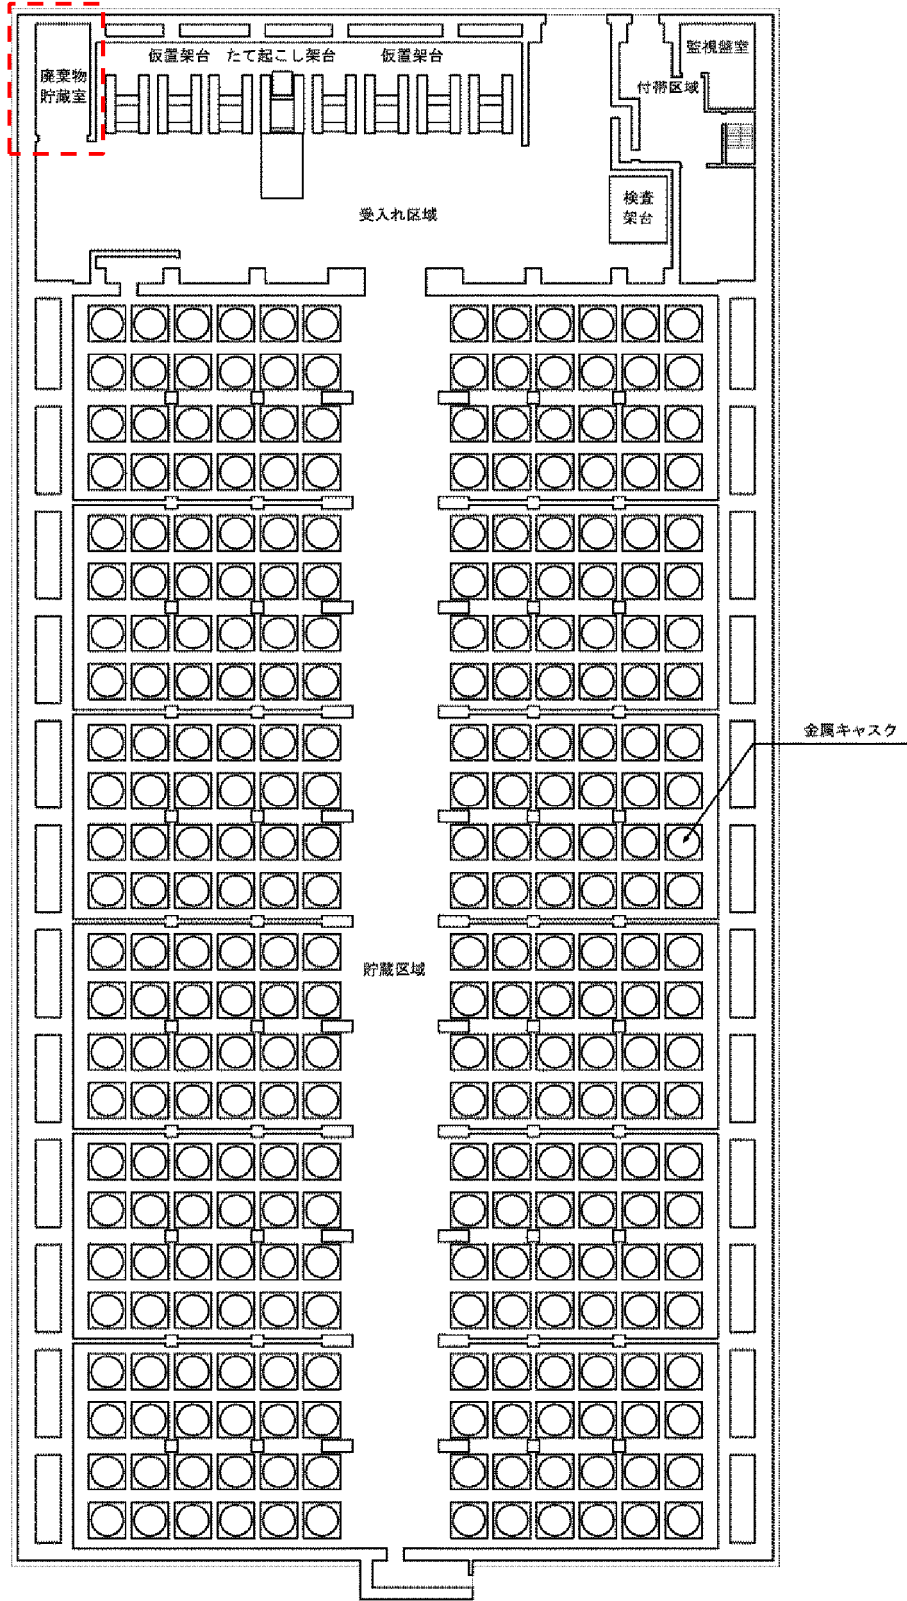 仮置架台
たて起こし架台
仮置架台
監視盤室
廃棄物
貯蔵室
付帯区域
検査
架台
受入れ区域
金属キャスク
貯蔵区域